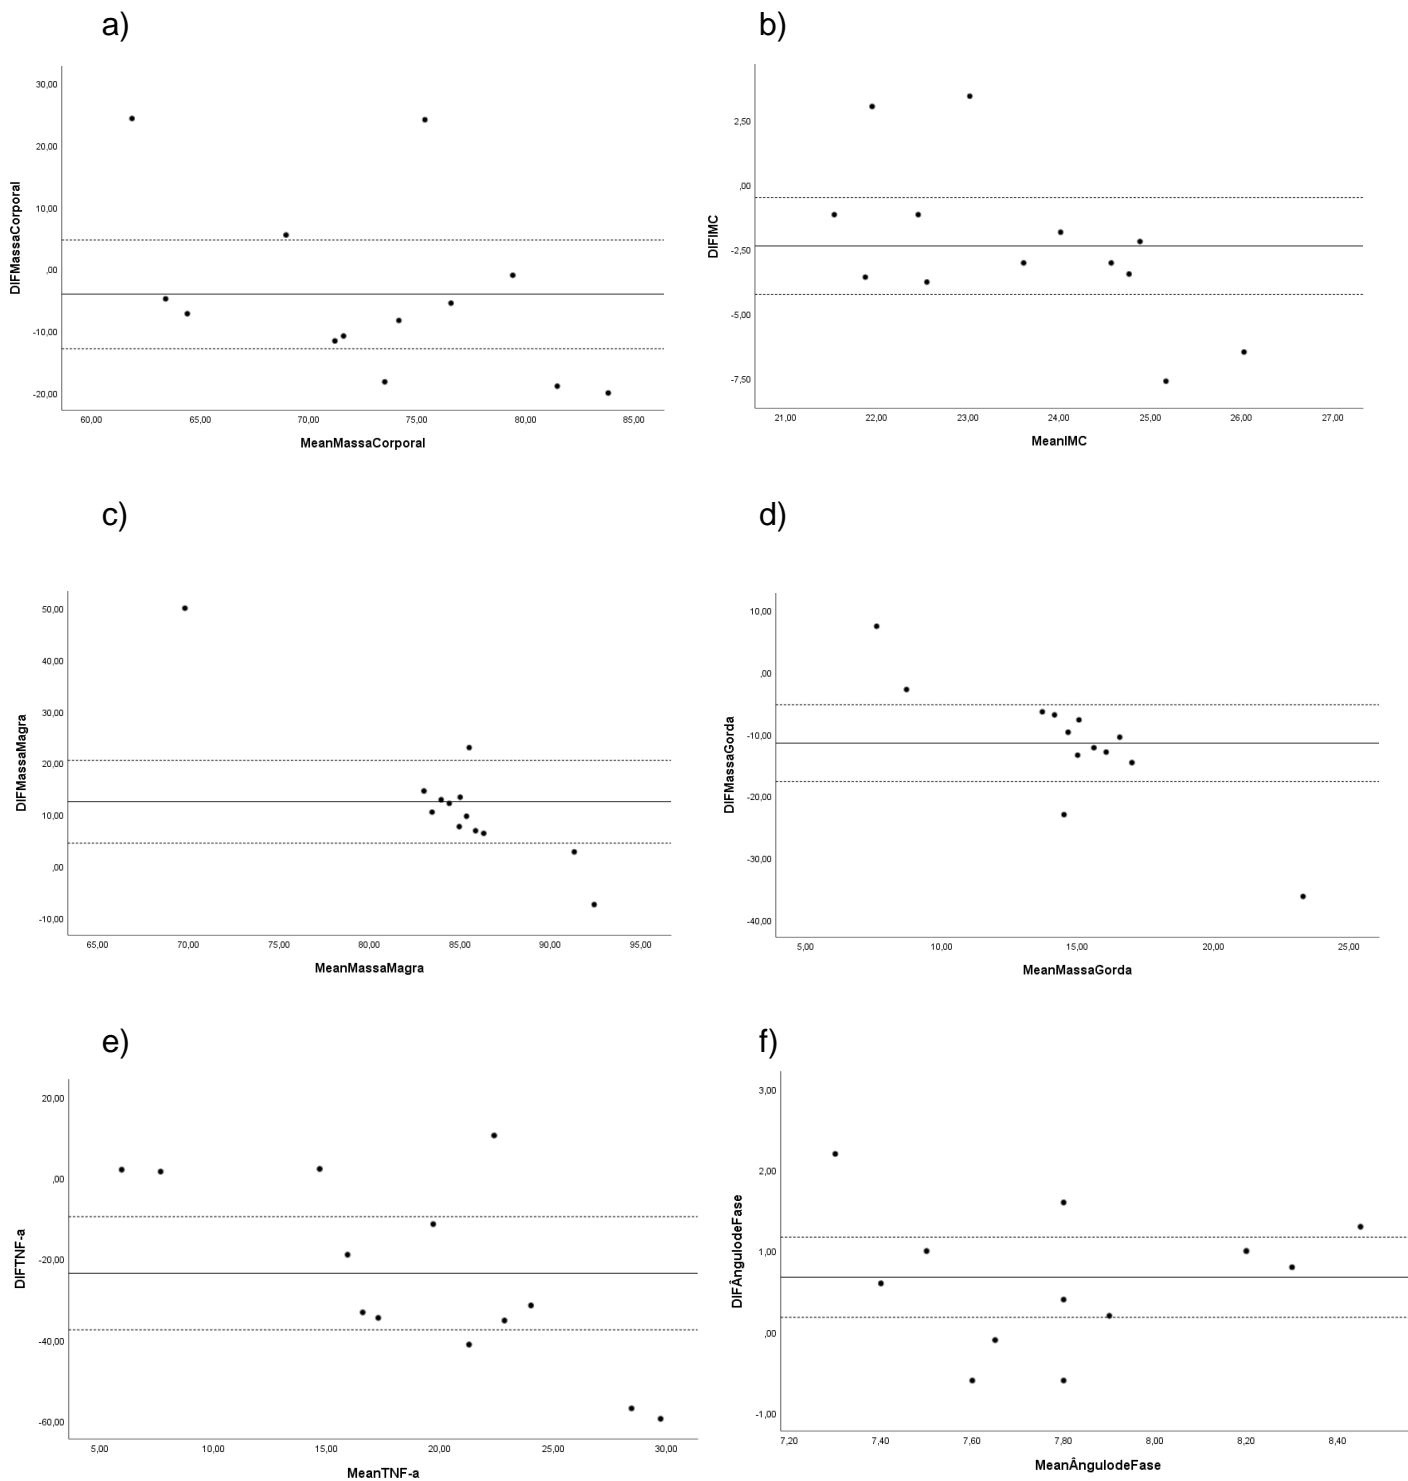 a)
30,00
20,00
10,00
,00
-10,00
-20,00
DIFMassaCorporal
60,00 65,00 70,00 75,00 80,00 85,00
MeanMassaCorporal
b)
2,50
,00
-2,50
-5,00
-7,50
DIFIMC
21,00 22,00 23,00 24,00 25,00 26,00 27,00
MeanIMC
c)
50,00
40,00
30,00
20,00
10,00
,00
-10,00
DIFMassaMagra
65,00 70,00 75,00 80,00 85,00 90,00 95,00
MeanMassaMagra
d)
10,00
,00
-10,00
-20,00
-30,00
-40,00
DIFMassaGorda
5,00 10,00 15,00 20,00 25,00
MeanMassaGorda
e)
20,00
,00
-20,00
-40,00
-60,00
DIFTNF-a
5,00 10,00 15,00 20,00 25,00 30,00
MeanTNF-a
f)
3,00
2,00
1,00
,00
-1,00
DIFÂngulodeFase
7,20 7,40 7,60 7,80 8,00 8,20 8,40
MeanÂngulodeFase